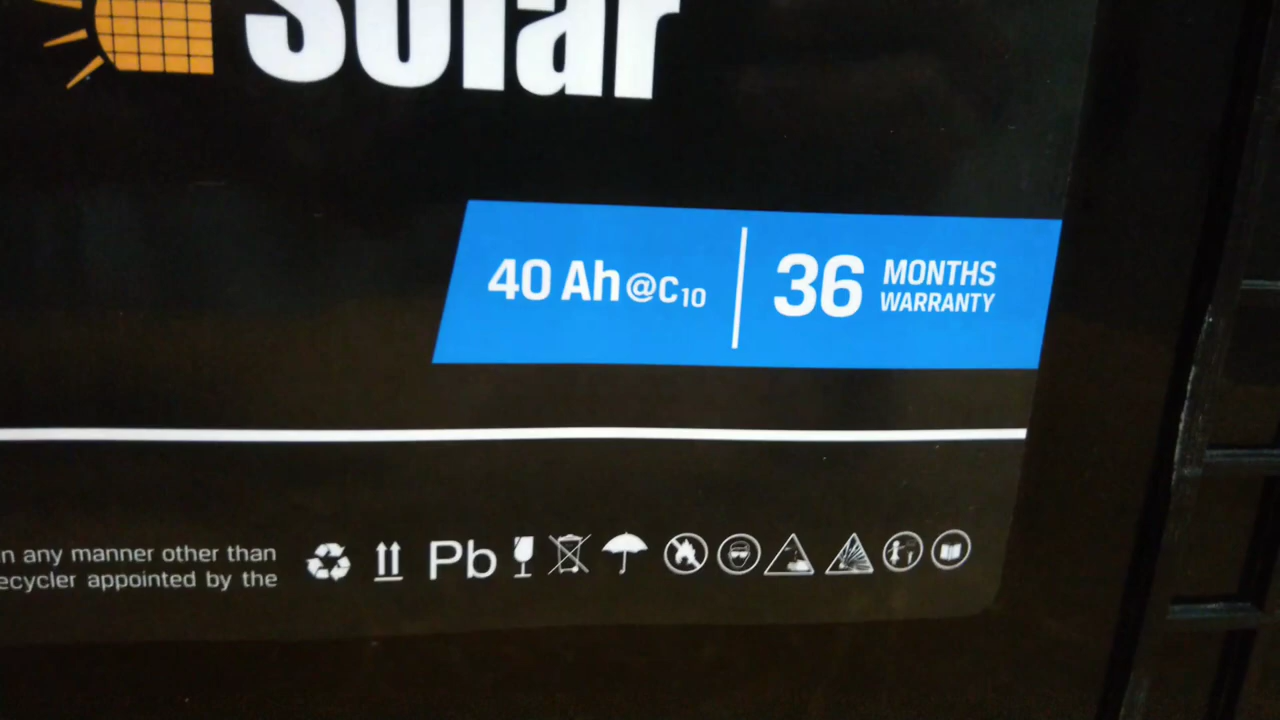 Solar
40 Ah@C10
36 MONTHS
WARRANTY
n any manner other than
ecycler appointed by the
Pb